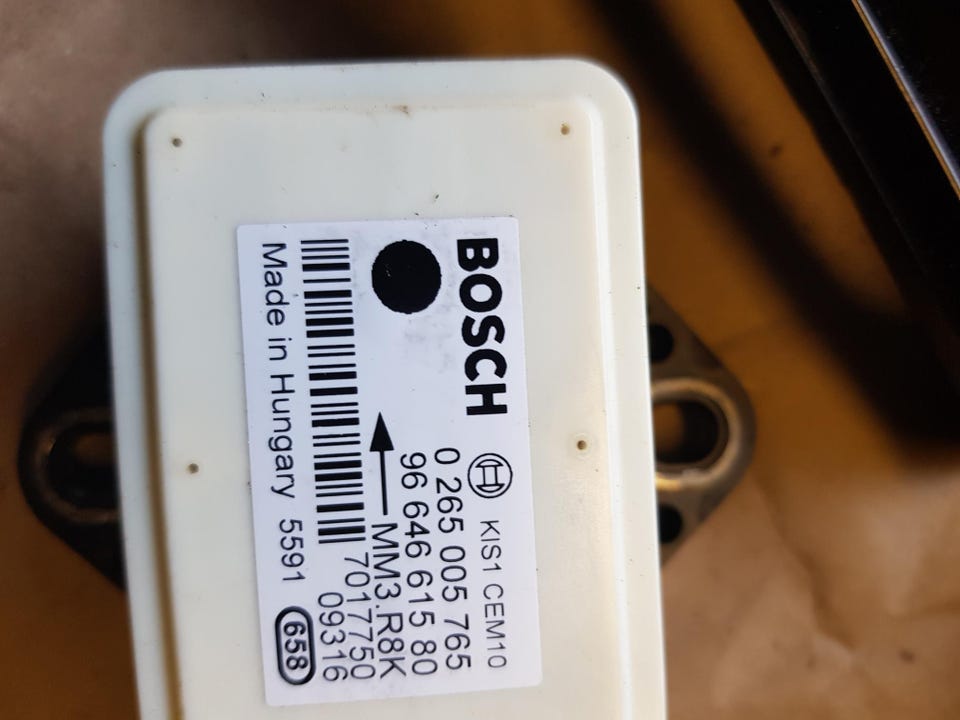 BOSCH KIS1 CEM10
0 265 005 765
96 646 615 80
MM3.R8K
7017750
09316
Made in Hungary 5591 658